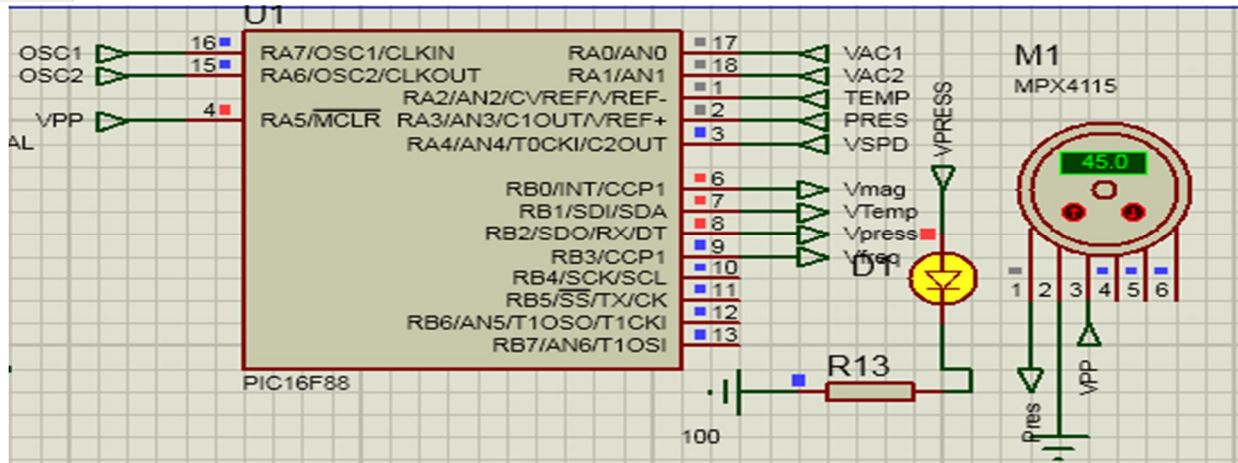 U1
OSC1 16 RA7/OSC1/CLKIN RA0/AN0 17 VAC1
OSC2 15 RA6/OSC2/CLKOUT RA1/AN1 18 VAC2
RA2/AN2/CVREF/VREF- 1 TEMP
VPP 4 RA5/MCLR RA3/AN3/C1OUT/VREF+ 2 PRES
AL
RA4/AN4/T0CKI/C2OUT 3 VSPD
RB0/INT/CCP1 6 Vmag
RB1/SDI/SDA 7 VTemp
RB2/SDO/RX/DT 8 Vpress
RB3/CCP1 9 Vfreq
RB4/SCK/SCL 10
RB5/SS/TX/CK 11
RB6/AN5/T1OSO/T1CKI 12
RB7/AN6/T1OSI 13
PIC16F88
VPRESS
D1
R13
100
M1
MPX4115
45.0
1 2 3 4 5 6
Pres
VPP